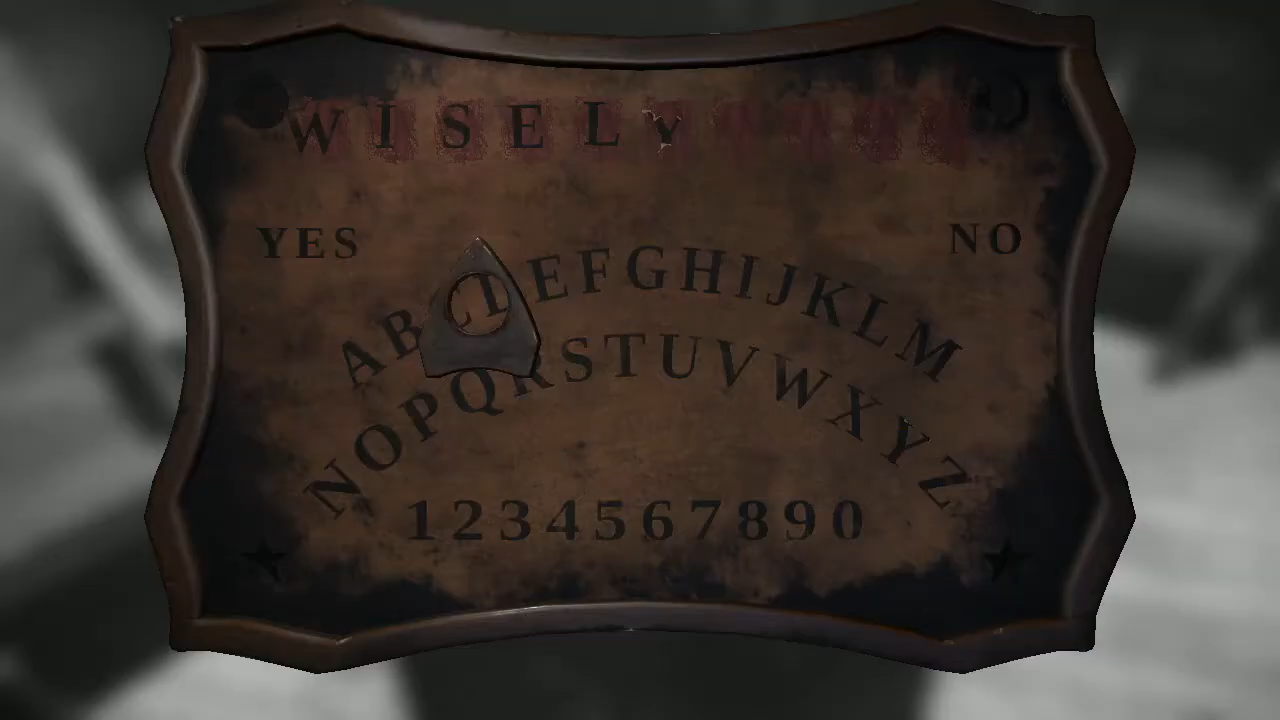 WISELY
YES NO
ABCDEFGHIJKLM
NOPQRSTUVWXYZ
1234567890